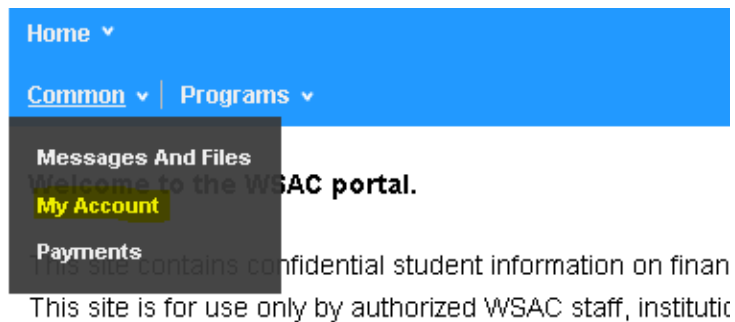 Home
Common | Programs
Messages And Files
Welcome to the WSAC portal.
My Account
Payments
This site contains confidential student information on finan
This site is for use only by authorized WSAC staff, institutio